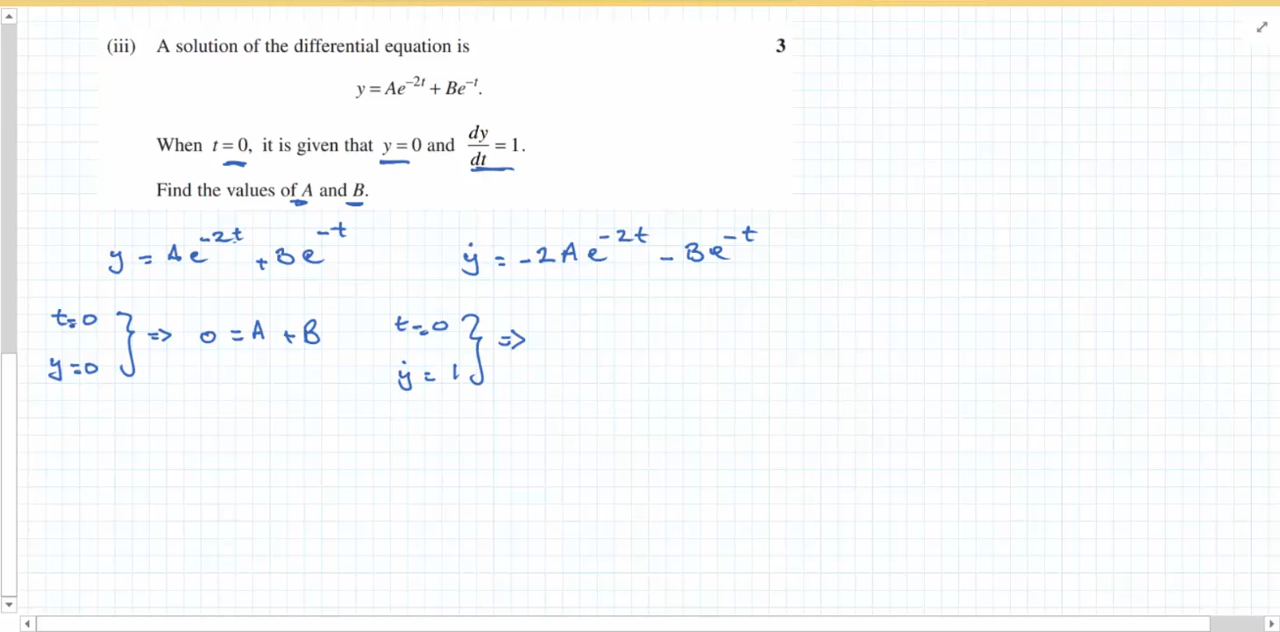 (iii) A solution of the differential equation is 3
y = Ae⁻²ᵗ + Be⁻ᵗ.
When t = 0, it is given that y = 0 and dy/dt = 1.
Find the values of A and B.
y = Ae⁻²ᵗ + Be⁻ᵗ ẏ = -2Ae⁻²ᵗ - Be⁻ᵗ
t=0 y=0 } => 0 = A + B t=0 ẏ = 1 } =>